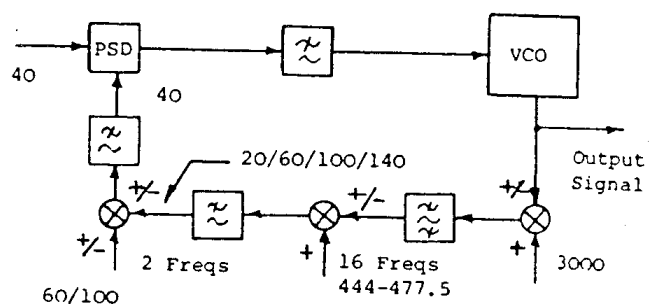 PSD
VCO
40
40
20/60/100/140
Output
Signal
+/-
+/-
+/-
+/-
+/-
+
+
2 Freqs
16 Freqs
444-477.5
3000
60/100